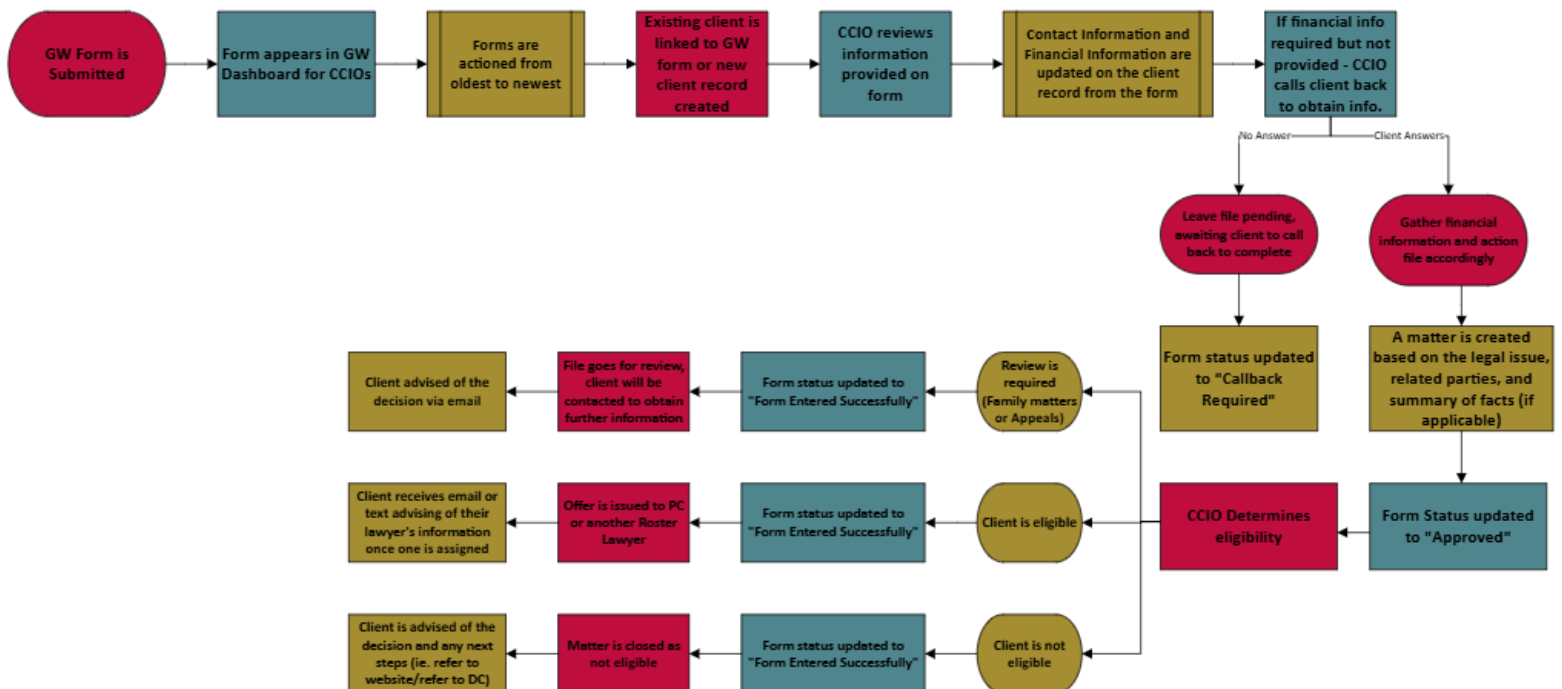 GW Form is
Submitted
Form appears in GW
Dashboard for CCIOs
Forms are
actioned from
oldest to newest
Existing client is
linked to GW
form or new
client record
created
CCIO reviews
information
provided on
form
Contact Information and
Financial Information are
updated on the client
record from the form
If financial info
required but not
provided - CCIO
calls client back
to obtain info.
No Answer
Client Answers
Leave file pending,
awaiting client to call
back to complete
Gather financial
information and action
file accordingly
Form status updated
to "Callback
Required"
A matter is created
based on the legal issue,
related parties, and
summary of facts (if
applicable)
Form Status updated
to "Approved"
CCIO Determines
eligibility
Review is
required
(Family matters
or Appeals)
Form status updated to
"Form Entered Successfully"
File goes for review,
client will be
contacted to obtain
further information
Client advised of the
decision via email
Client is eligible
Form status updated to
"Form Entered Successfully"
Offer is issued to PC
or another Roster
Lawyer
Client receives email or
text advising of their
lawyer's information
once one is assigned
Client is not
eligible
Form status updated to
"Form Entered Successfully"
Matter is closed as
not eligible
Client is advised of the
decision and any next
steps (ie. refer to
website/refer to DC)